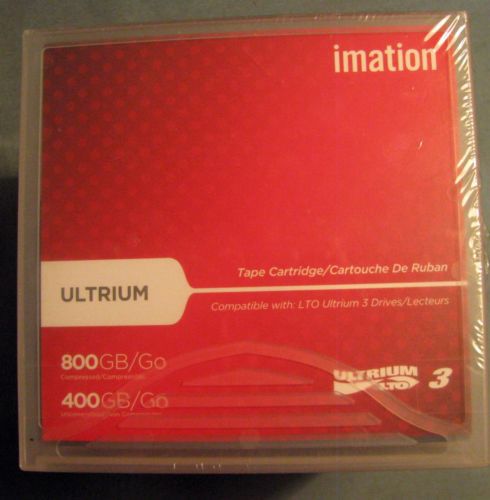 imation
Tape Cartridge/Cartouche De Ruban
ULTRIUM
Compatible with: LTO Ultrium 3 Drives/Lecteurs
800GB/Go
Compressed/Compressées
ULTRIUM
LTO 3
400GB/Go